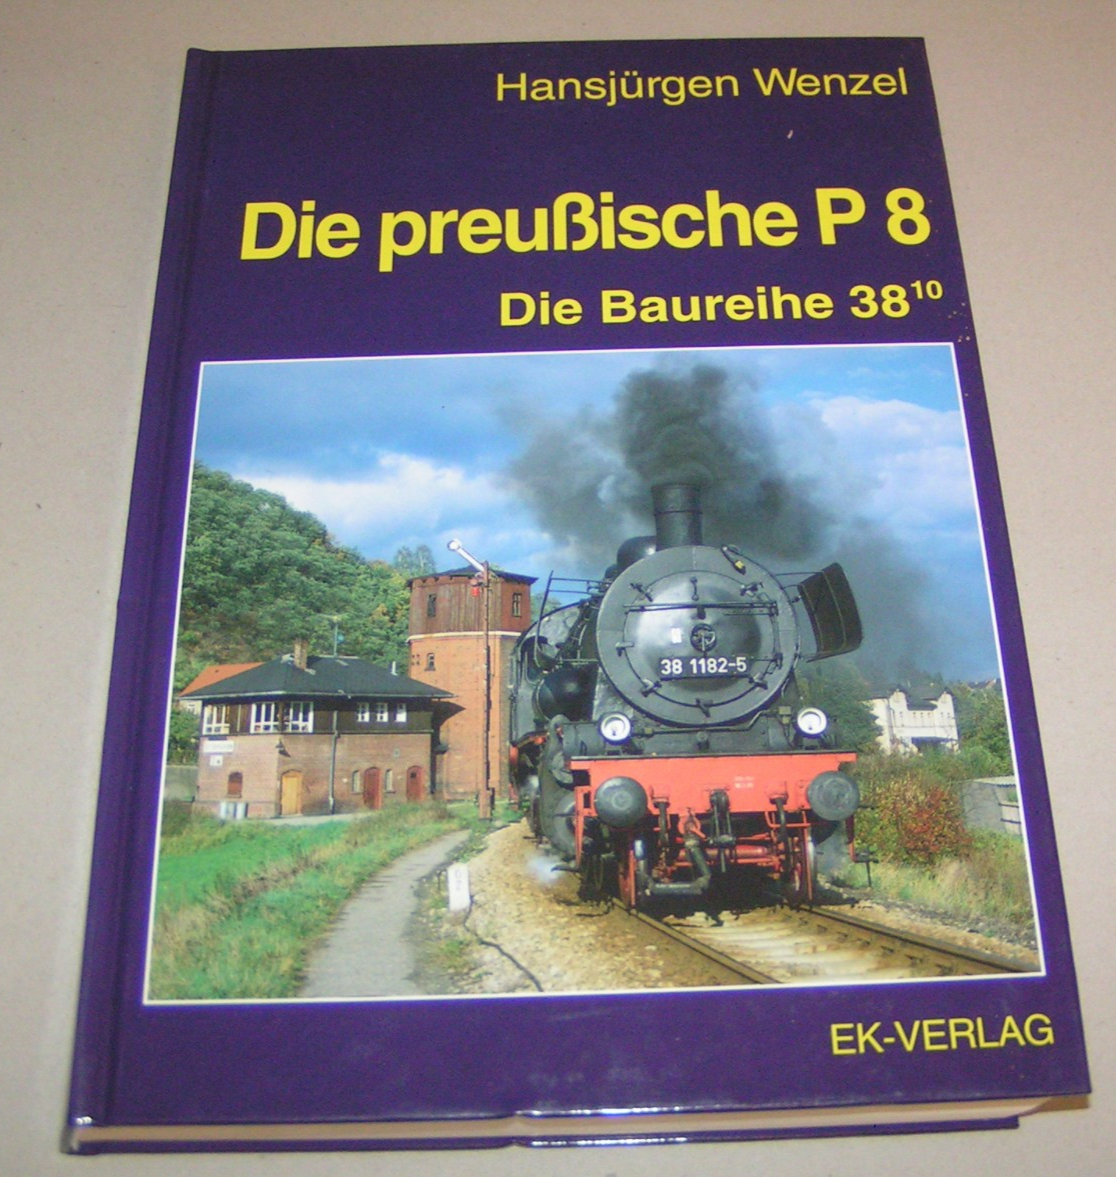 Hansjürgen Wenzel
Die preußische P 8
Die Baureihe 38¹⁰
38 1182-5
EK-VERLAG